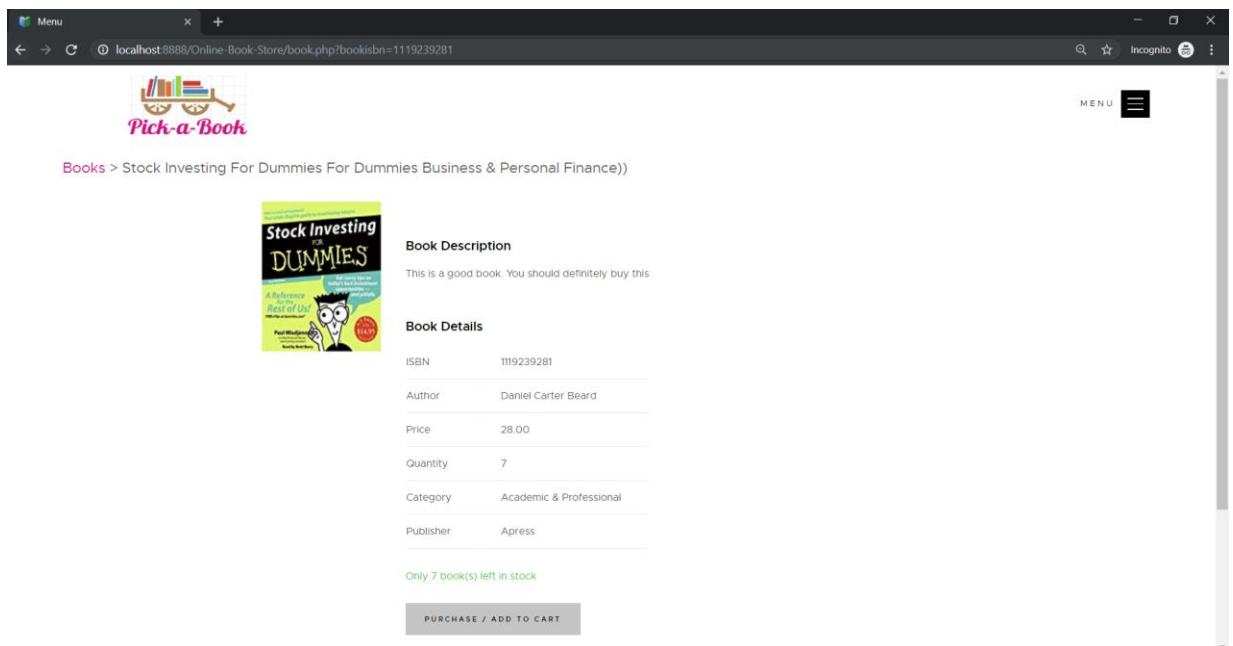 Menu
localhost:8888/Online-Book-Store/book.php?bookisbn=1119239281
Incognito
Pick-a-Book
MENU
Books > Stock Investing For Dummies For Dummies Business & Personal Finance))
Stock Investing
FOR
DUMMIES
A Reference
for the
Rest of Us!
Book Description
This is a good book. You should definitely buy this
Book Details
ISBN 1119239281
Author Daniel Carter Beard
Price 28.00
Quantity 7
Category Academic & Professional
Publisher Apress
Only 7 book(s) left in stock
PURCHASE / ADD TO CART